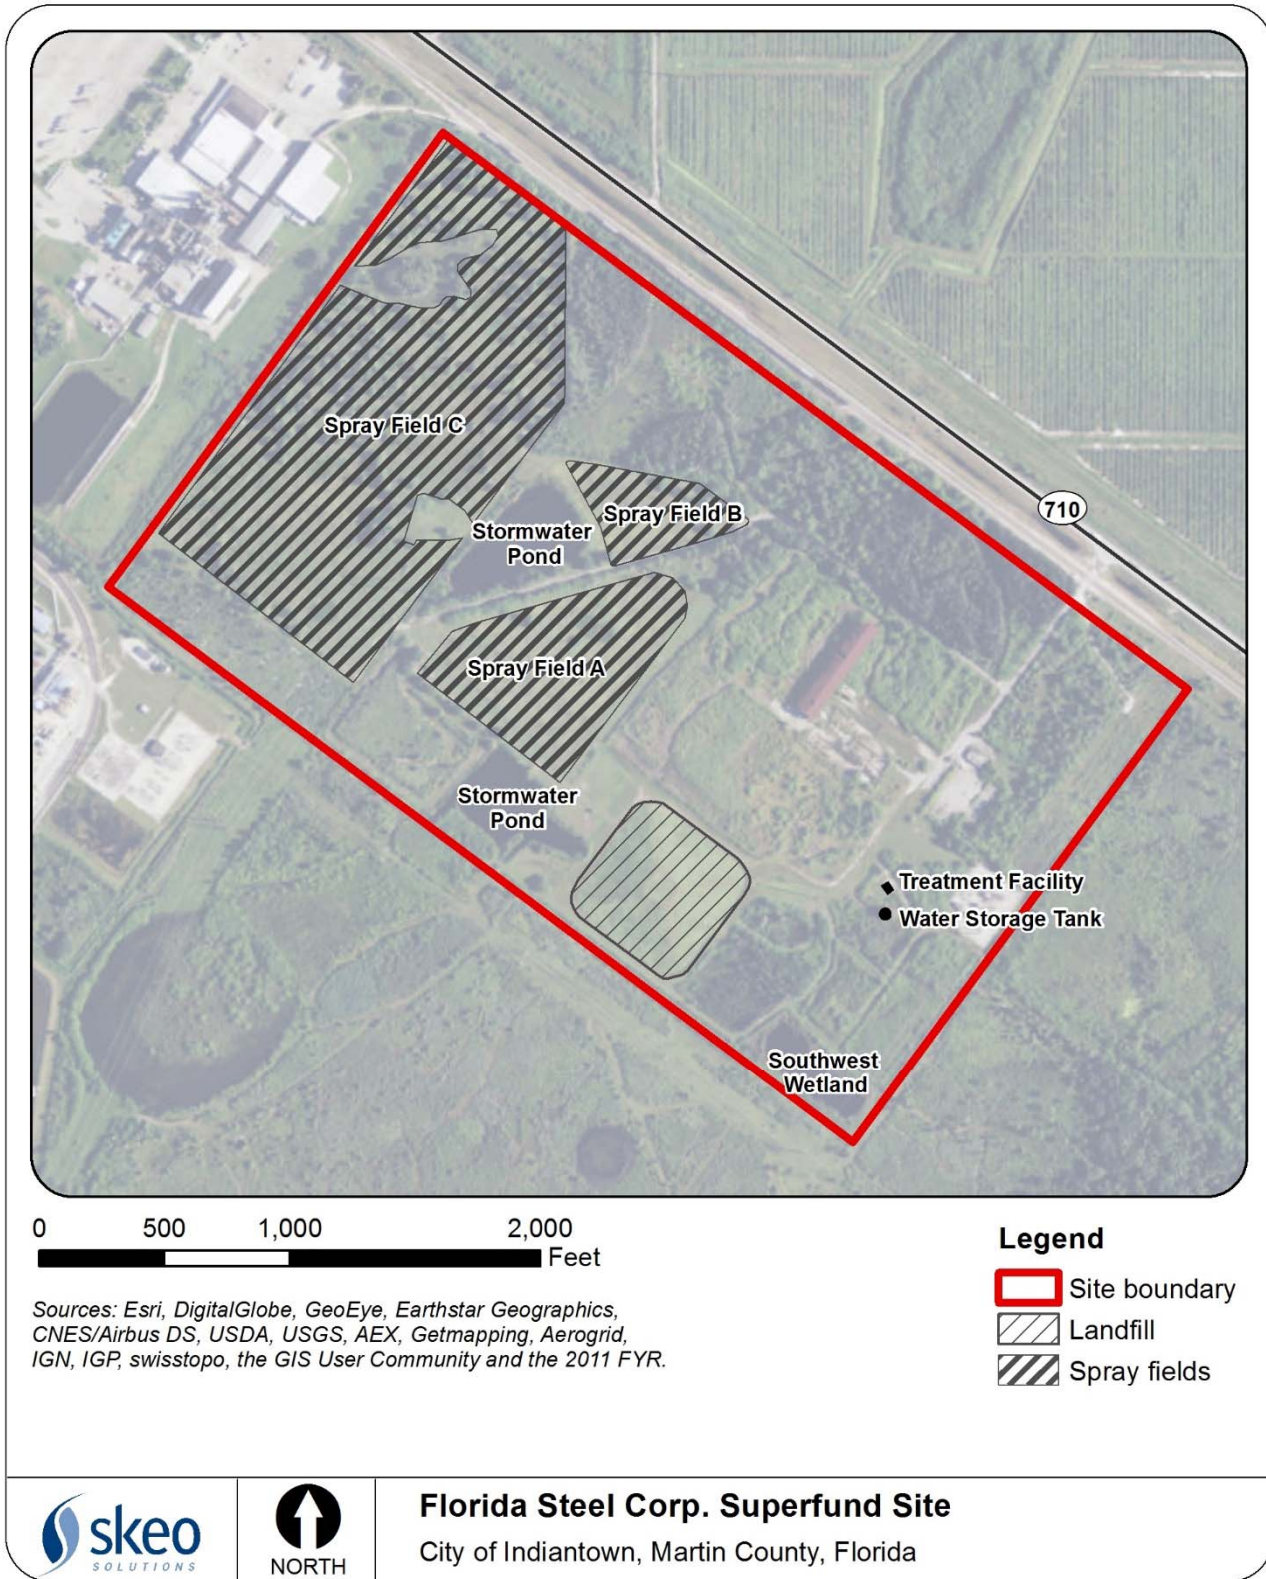 710
Spray Field C
Spray Field B
Stormwater
Pond
Spray Field A
Stormwater
Pond
Treatment Facility
Water Storage Tank
Southwest
Wetland
0 500 1,000 2,000
Feet
Sources: Esri, DigitalGlobe, GeoEye, Earthstar Geographics,
CNES/Airbus DS, USDA, USGS, AEX, Getmapping, Aerogrid,
IGN, IGP, swisstopo, the GIS User Community and the 2011 FYR.
Legend
Site boundary
Landfill
Spray fields
skeo
SOLUTIONS
NORTH
Florida Steel Corp. Superfund Site
City of Indiantown, Martin County, Florida